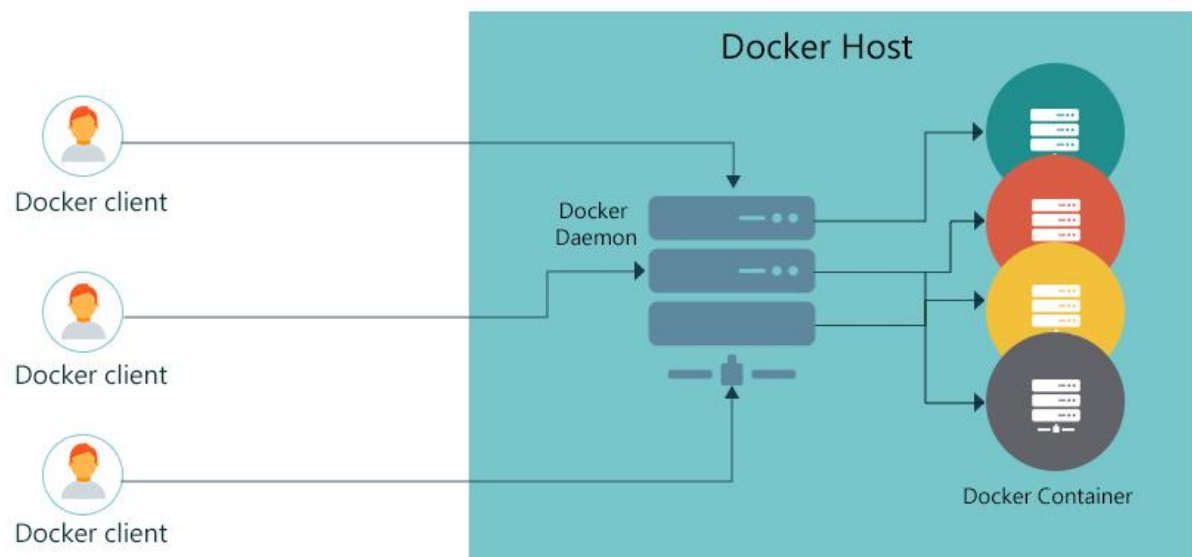 Docker Host
Docker client
Docker
Daemon
Docker client
Docker Container
Docker client